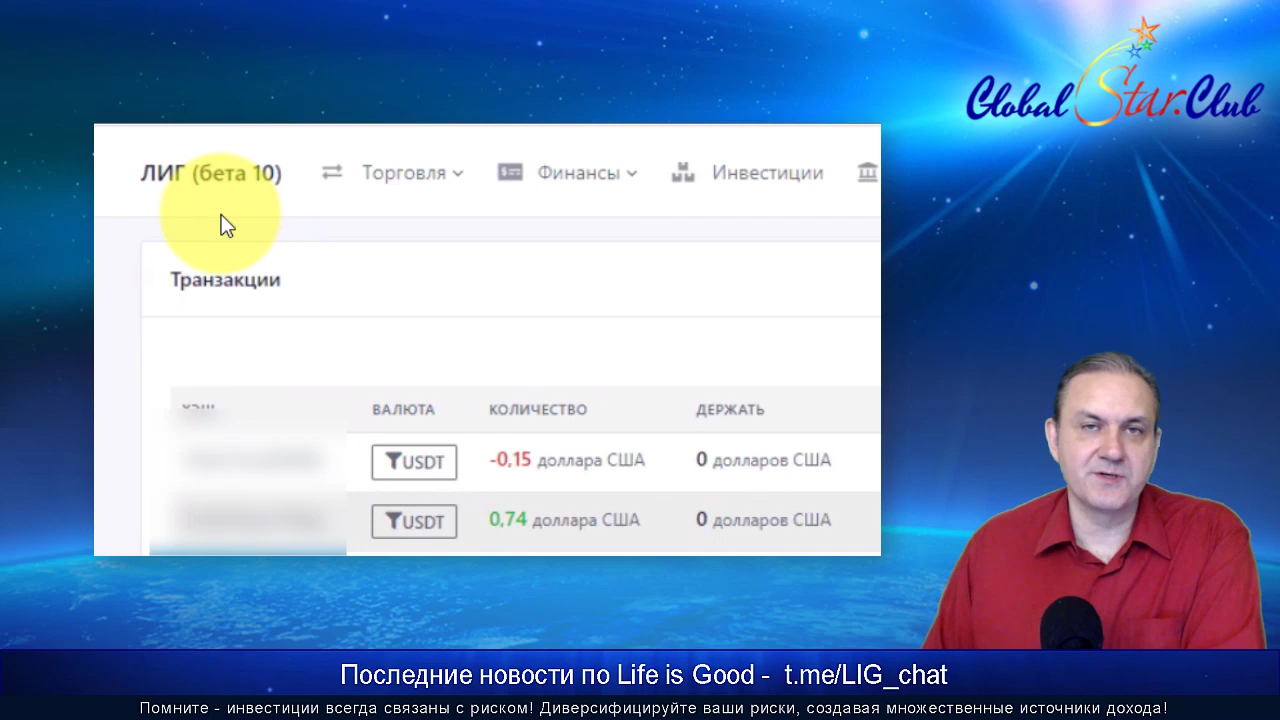 Global Star.Club
ЛИГ (бета 10) Торговля Финансы Инвестиции
Транзакции
ВАЛЮТА КОЛИЧЕСТВО ДЕРЖАТЬ
USDT -0,15 доллара США 0 долларов США
USDT 0,74 доллара США 0 долларов США
Последние новости по Life is Good - t.me/LIG_chat
Помните - инвестиции всегда связаны с риском! Диверсифицируйте ваши риски, создавая множественные источники дохода!